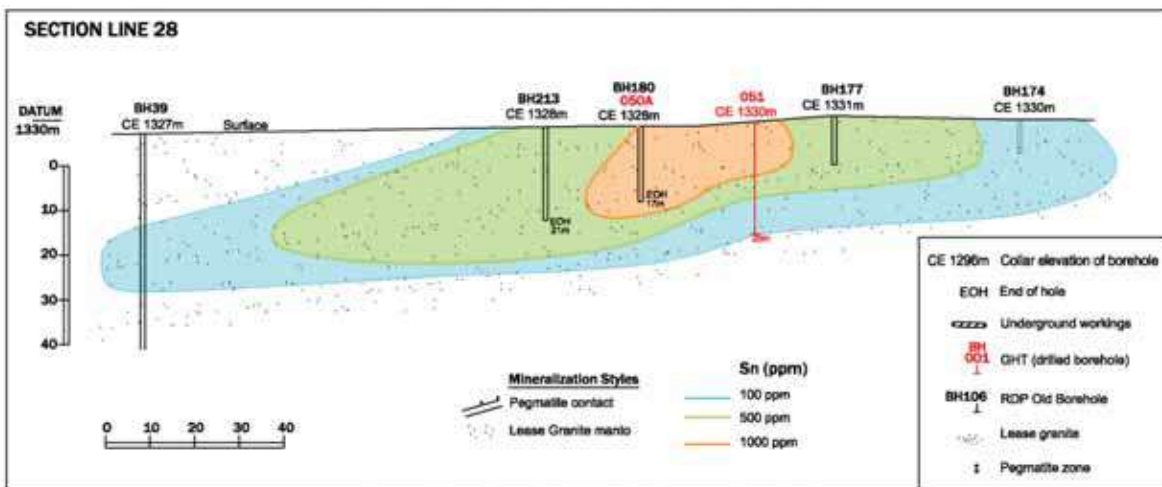 SECTION LINE 28
DATUM
1330m
BH39
CE 1327m
Surface
BH213
CE 1328m
BH180
050A
CE 1328m
051
CE 1330m
BH177
CE 1331m
BH174
CE 1330m
0
10
20
30
40
EOH
21m
EOH
17m
25m
0 10 20 30 40
Mineralization Styles
Pegmatite contact
Lease Granite manto
Sn (ppm)
100 ppm
500 ppm
1000 ppm
CE 1296m Collar elevation of borehole
EOH End of hole
Underground workings
BH
001 GHT (drilled borehole)
BH106 RDP Old Borehole
Lease granite
Pegmatite zone